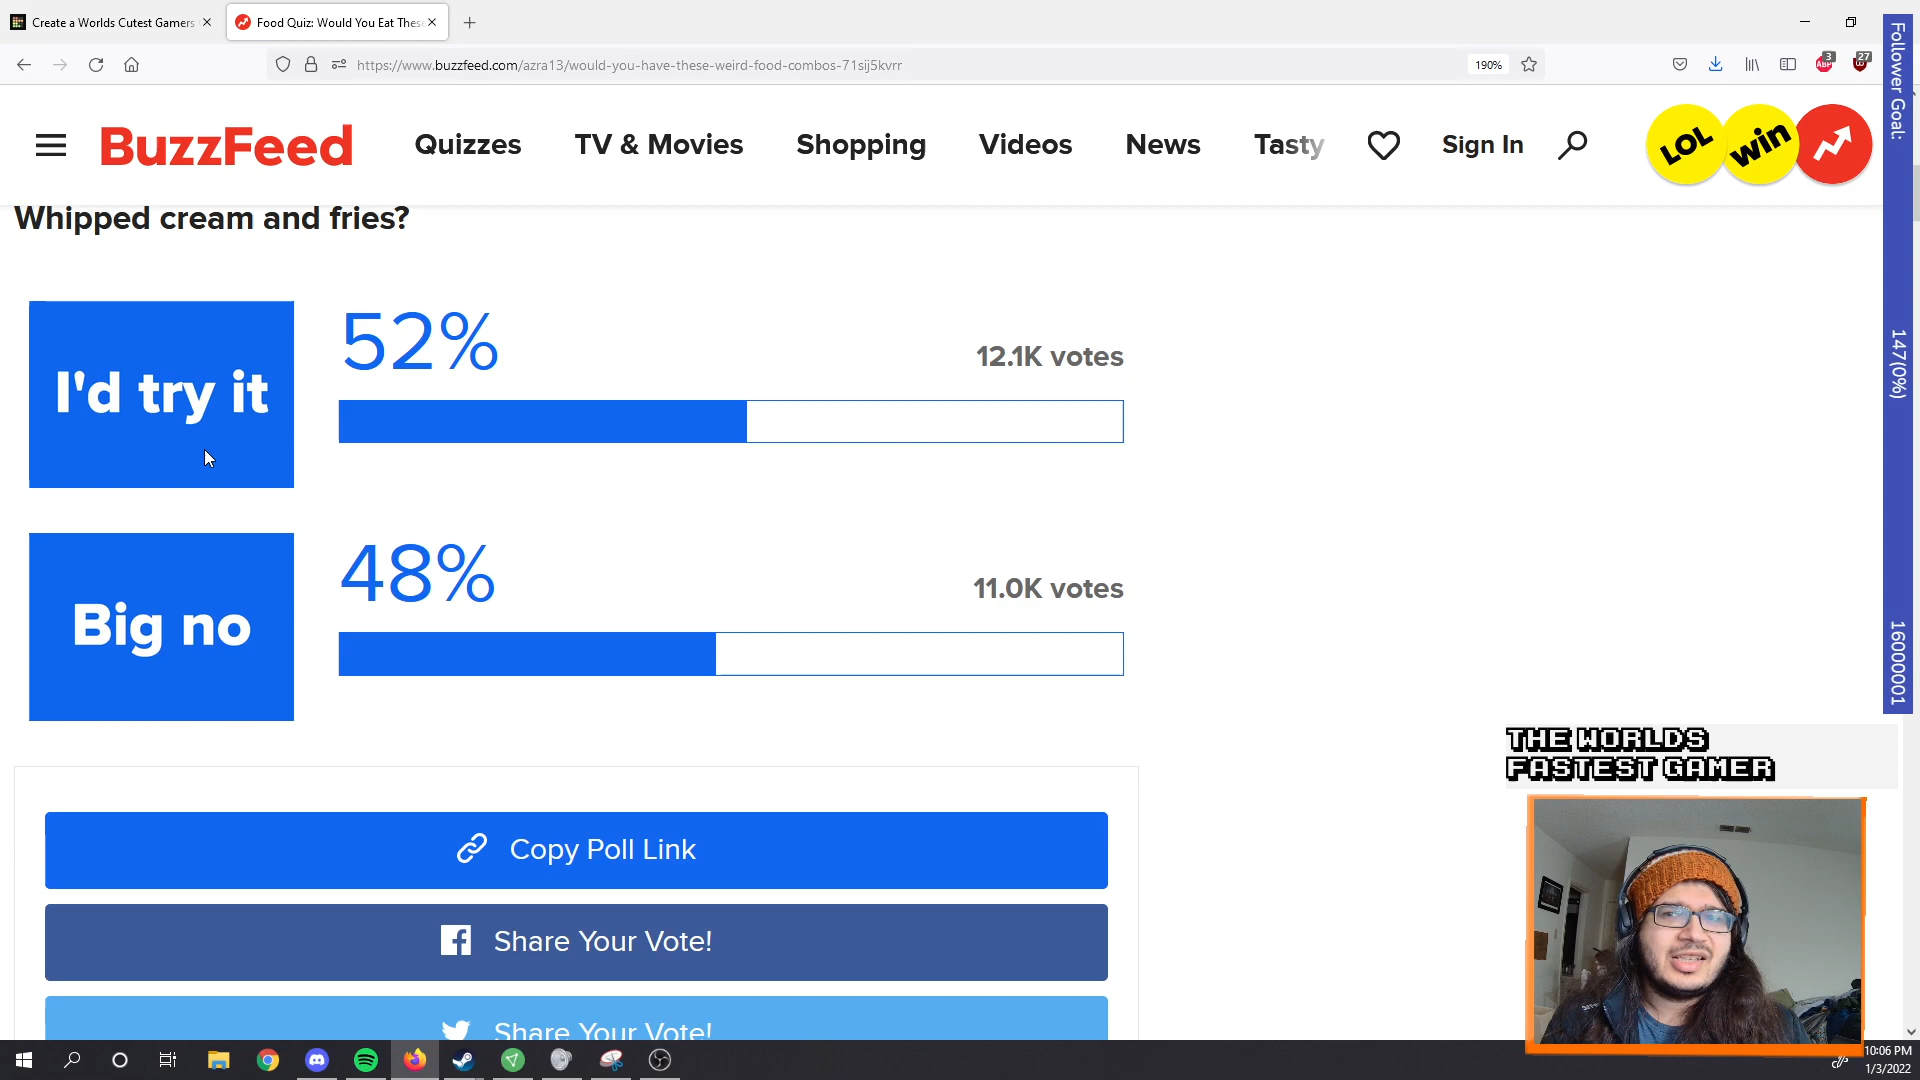 Create a Worlds Cutest Gamers
Food Quiz: Would You Eat Thes
https://www.buzzfeed.com/azra13/would-you-have-these-weird-food-combos-71sij5kvrr
190%
ABP
3
27
BuzzFeed
Quizzes
TV & Movies
Shopping
Videos
News
Tasty
Sign In
LOL
win
Follower Goal:
147(0%)
16000001
Whipped cream and fries?
I'd try it
52%
12.1K votes
Big no
48%
11.0K votes
Copy Poll Link
Share Your Vote!
Share Your Vote!
THE WORLDS
FASTEST GAMER
10:06 PM
1/3/2022